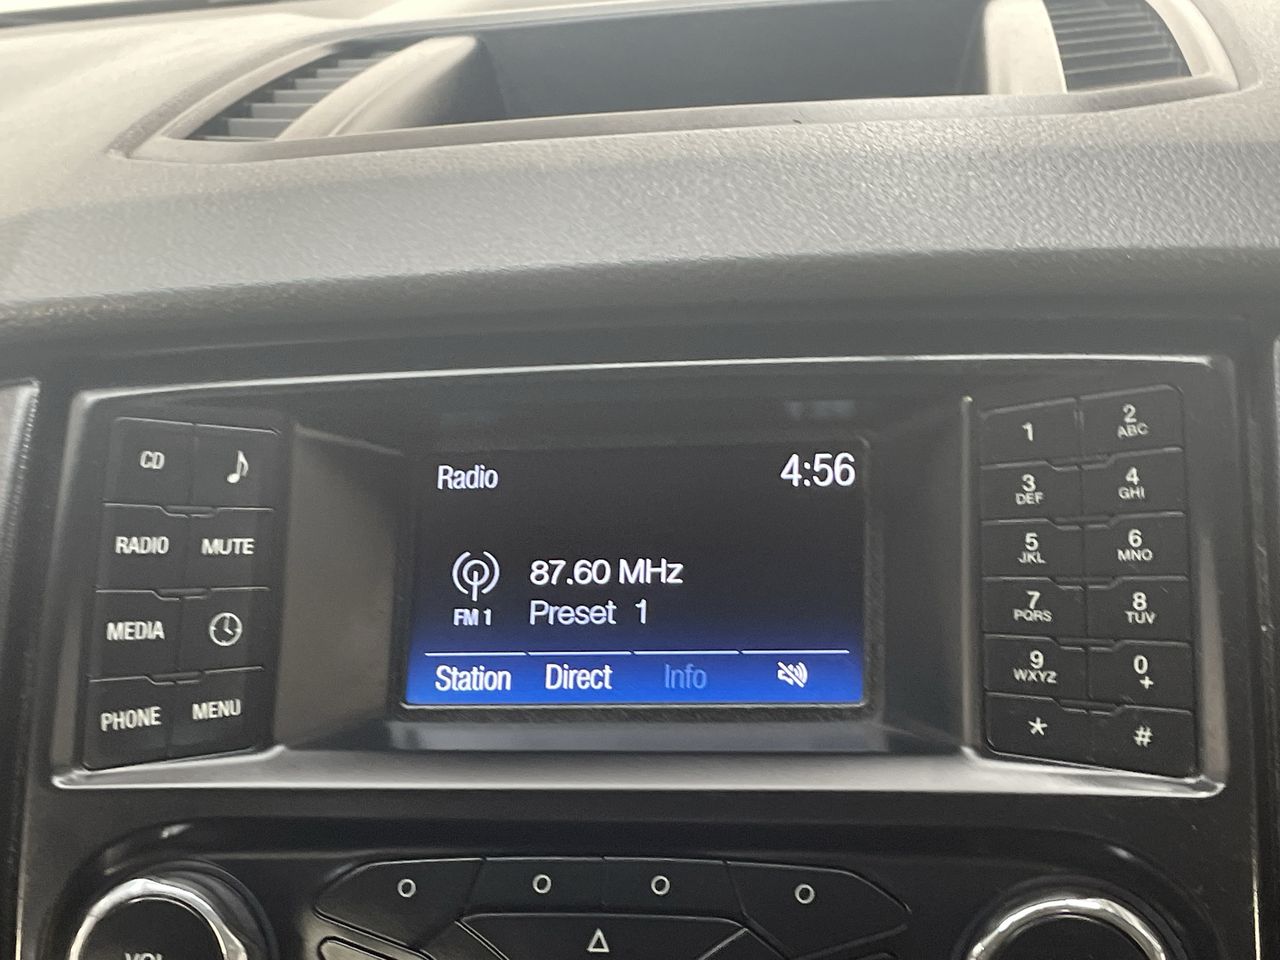 CD
RADIO MUTE
MEDIA
PHONE MENU
Radio 4:56
87.60 MHz
FM 1 Preset 1
Station Direct Info
1 2 ABC
3 DEF 4 GHI
5 JKL 6 MNO
7 PQRS 8 TUV
9 WXYZ 0 +
* #
VOL